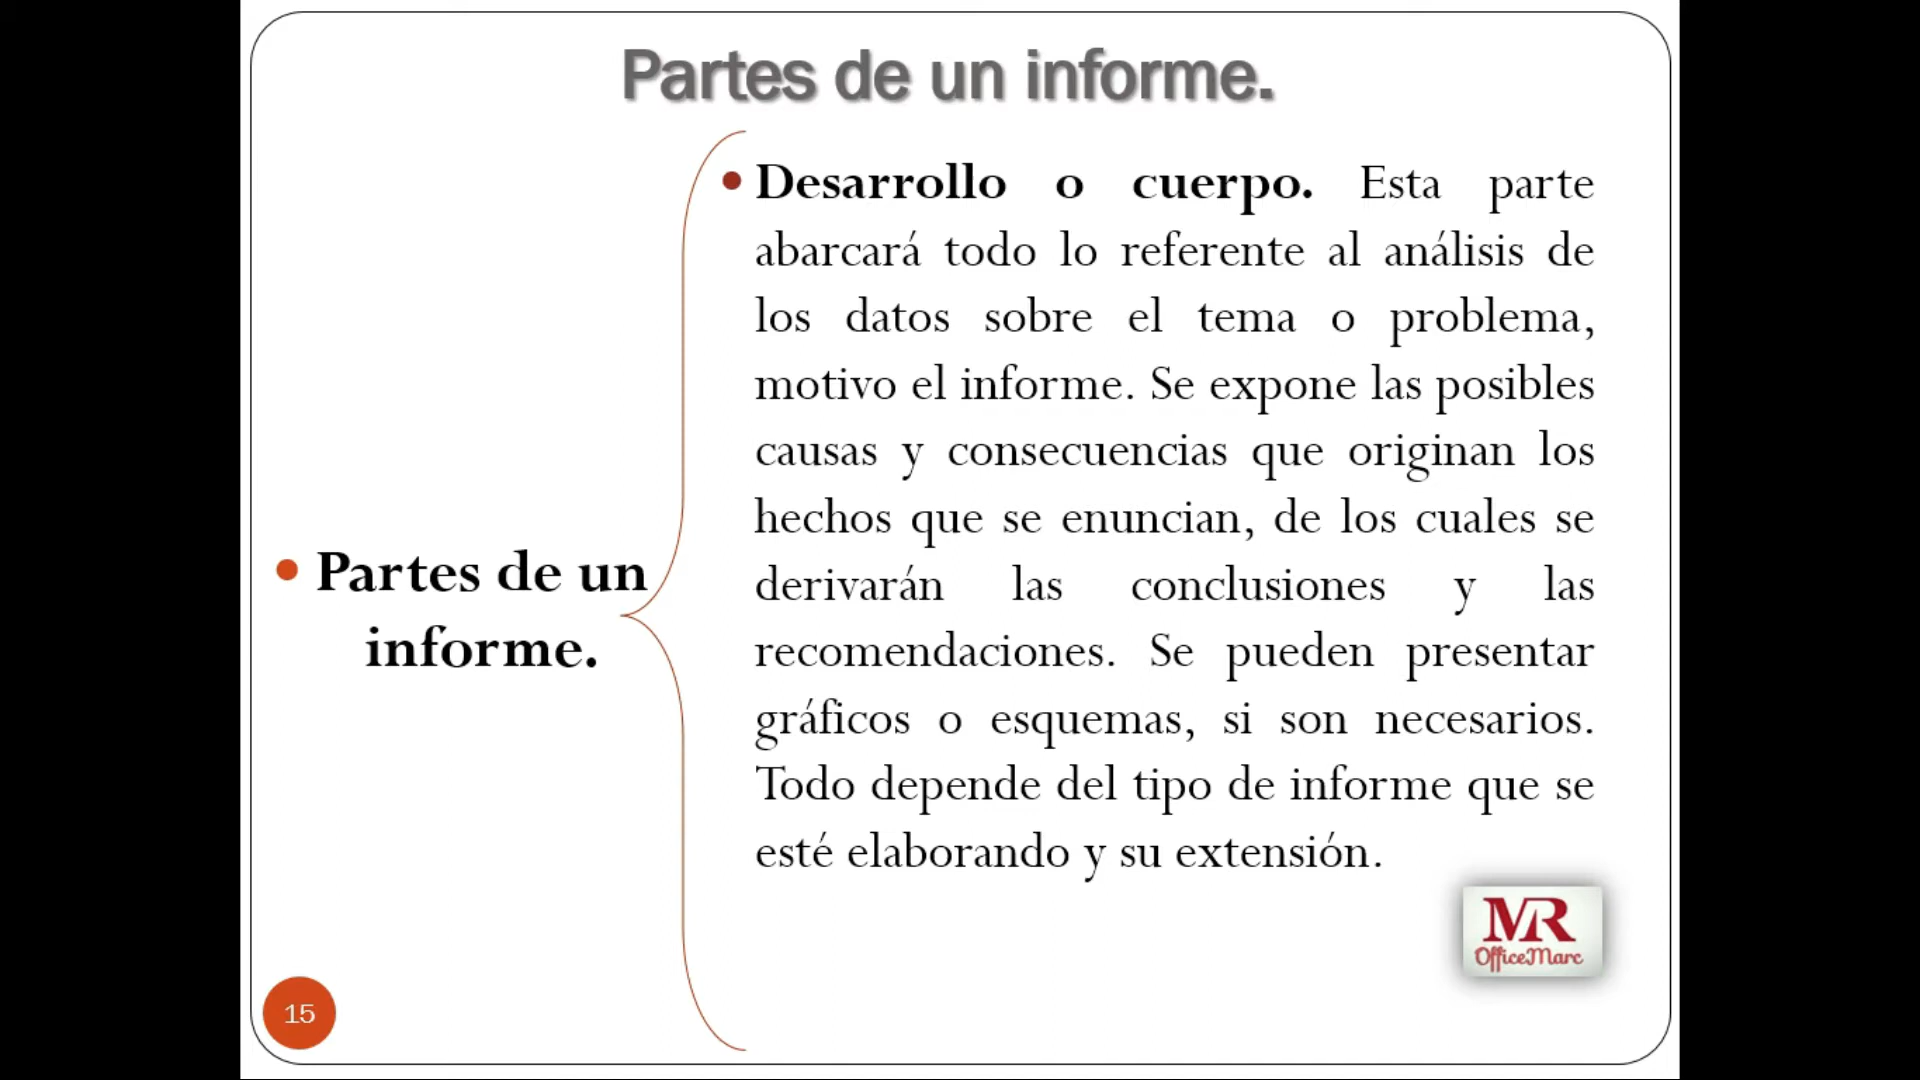 Partes de un informe.
• Partes de un
informe.
• Desarrollo o cuerpo. Esta parte
abarcará todo lo referente al análisis de
los datos sobre el tema o problema,
motivo el informe. Se expone las posibles
causas y consecuencias que originan los
hechos que se enuncian, de los cuales se
derivarán las conclusiones y las
recomendaciones. Se pueden presentar
gráficos o esquemas, si son necesarios.
Todo depende del tipo de informe que se
esté elaborando y su extensión.
MR
OfficeMarc
15